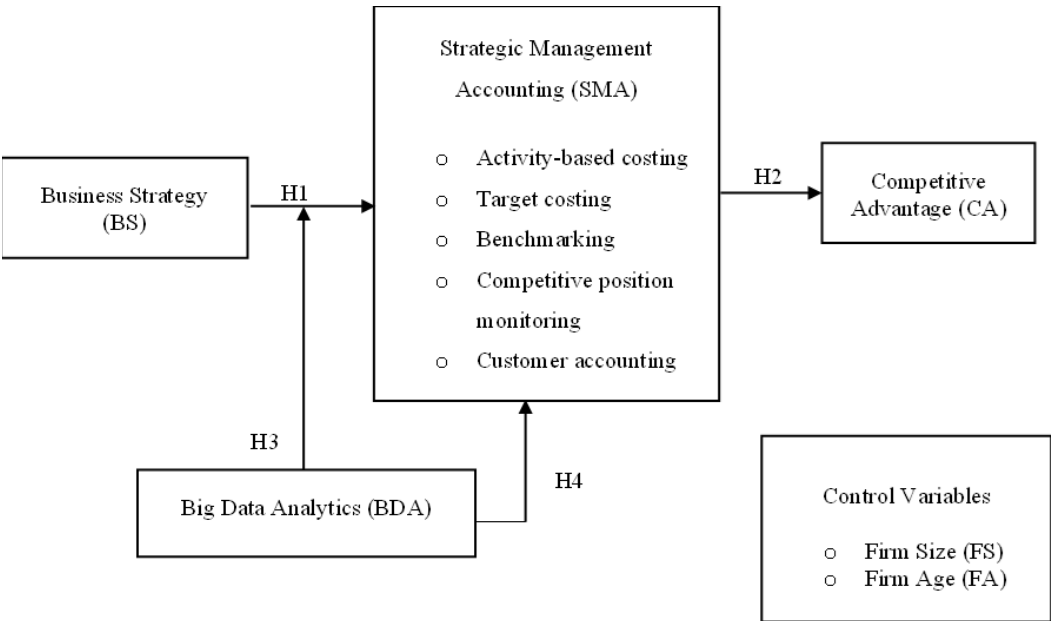 Strategic Management
Accounting (SMA)
○ Activity-based costing
○ Target costing
○ Benchmarking
○ Competitive position
monitoring
○ Customer accounting
Business Strategy
(BS)
H1
H2
Competitive
Advantage (CA)
H3
Big Data Analytics (BDA)
H4
Control Variables
○ Firm Size (FS)
○ Firm Age (FA)